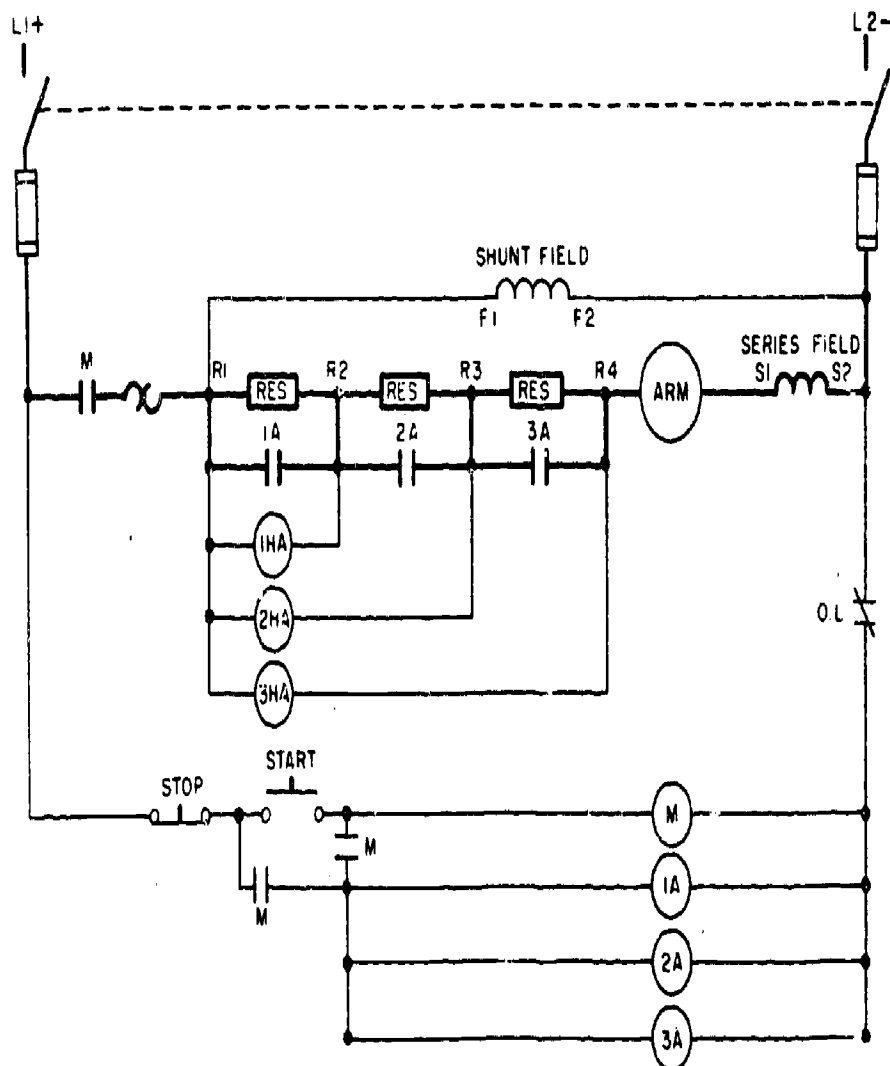 L1+
L2-
SHUNT FIELD
F1 F2
SERIES FIELD
M
R1 RES R2 RES R3 RES R4 ARM S1 S2
1A 2A 3A
1HA
2HA
O.L
3HA
STOP START
M
M
1A
M
2A
3A